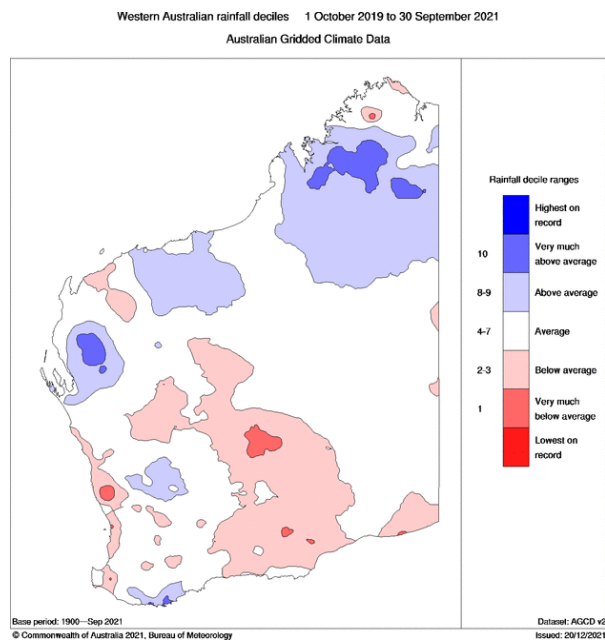 Western Australian rainfall deciles 1 October 2019 to 30 September 2021
Australian Gridded Climate Data
Rainfall decile ranges
Highest on
record
10 Very much
above average
8-9 Above average
4-7 Average
2-3 Below average
1 Very much
below average
Lowest on
record
Base period: 1900—Sep 2021
Dataset: AGCD v2
© Commonwealth of Australia 2021, Bureau of Meteorology
Issued: 20/12/2021